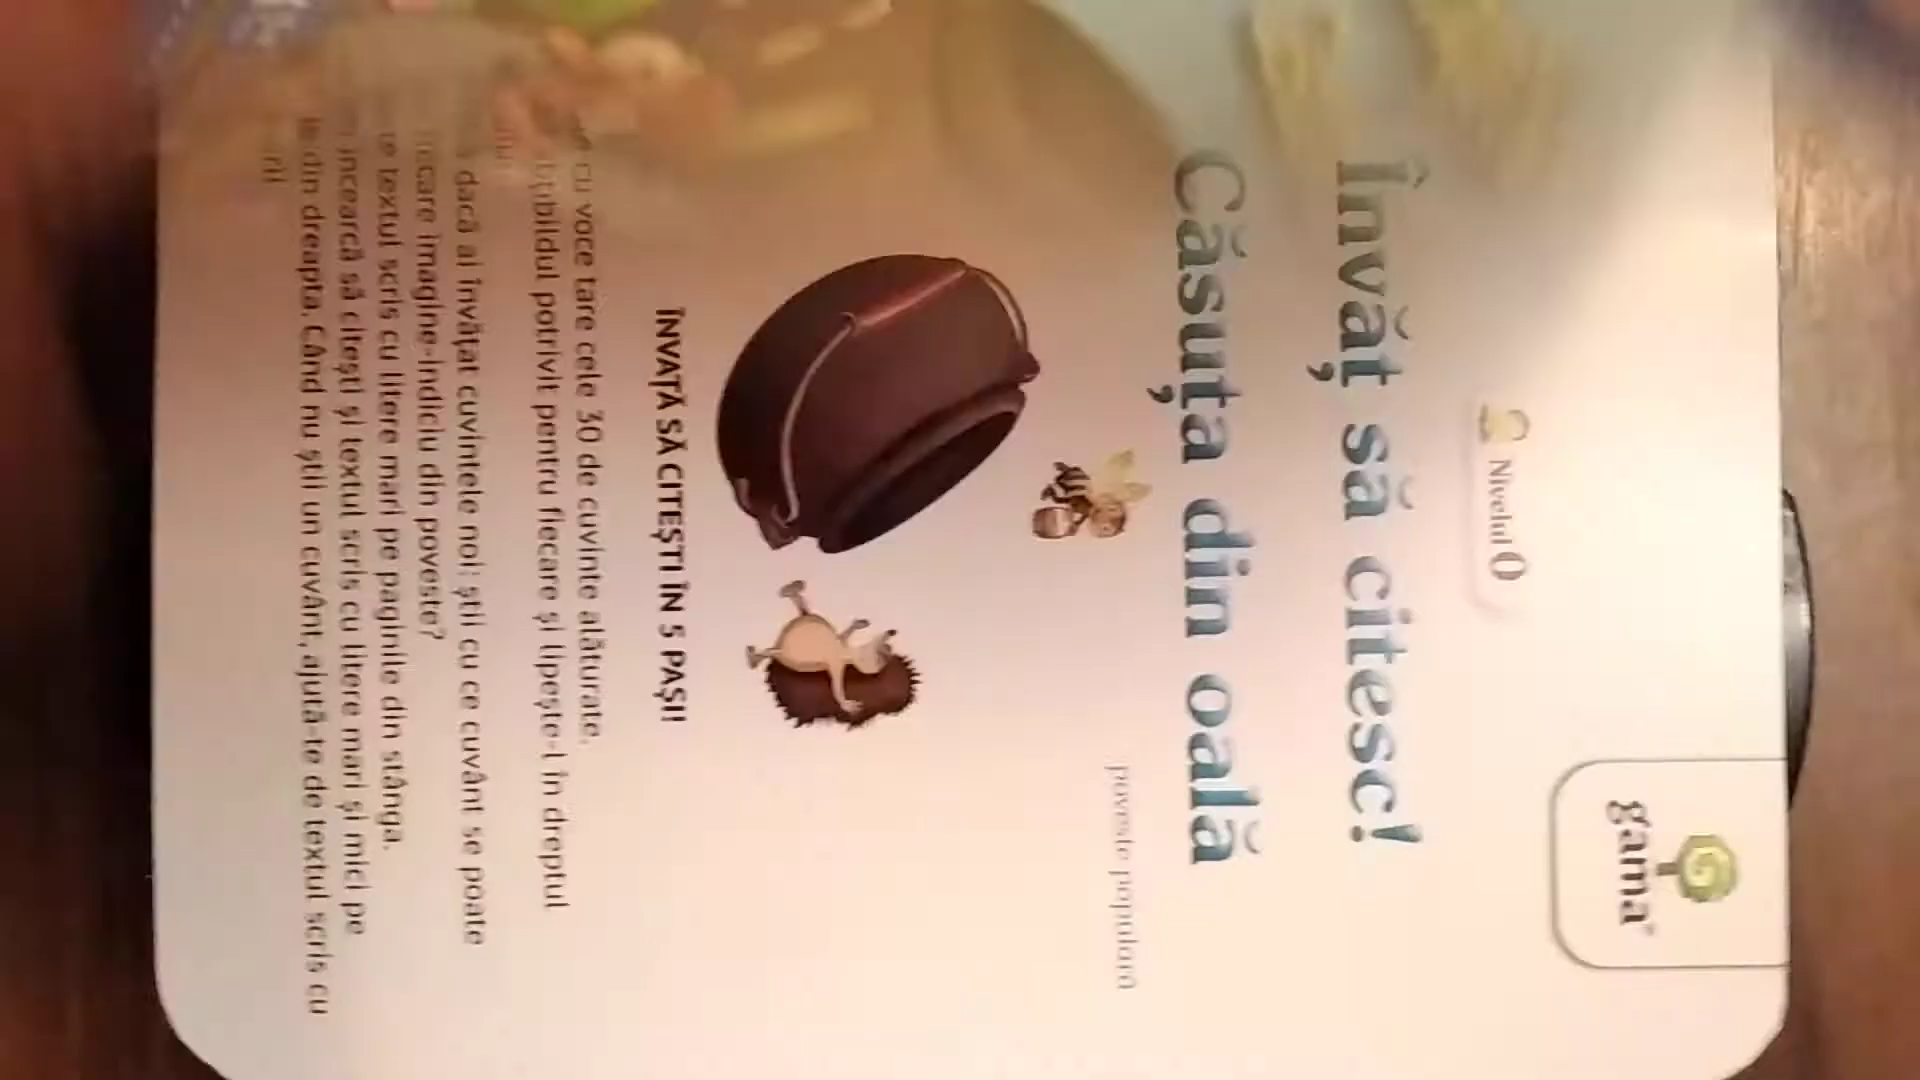 gama
Nivelul 0
Învăț să citesc!
Căsuța din oală
poveste populară
ÎNVAȚĂ SĂ CITEȘTI ÎN 5 PAȘI!
cu voce tare cele 30 de cuvinte alăturate.
potrivit pentru fiecare și lipește-l în dreptul
dacă ai învățat cuvintele noi: știi cu ce cuvânt se poate
imagine-indiciu din poveste?
textul scris cu litere mari pe paginile din stânga.
încearcă să citești și textul scris cu litere mari și mici pe
din dreapta. Când nu știi un cuvânt, ajută-te de textul scris cu